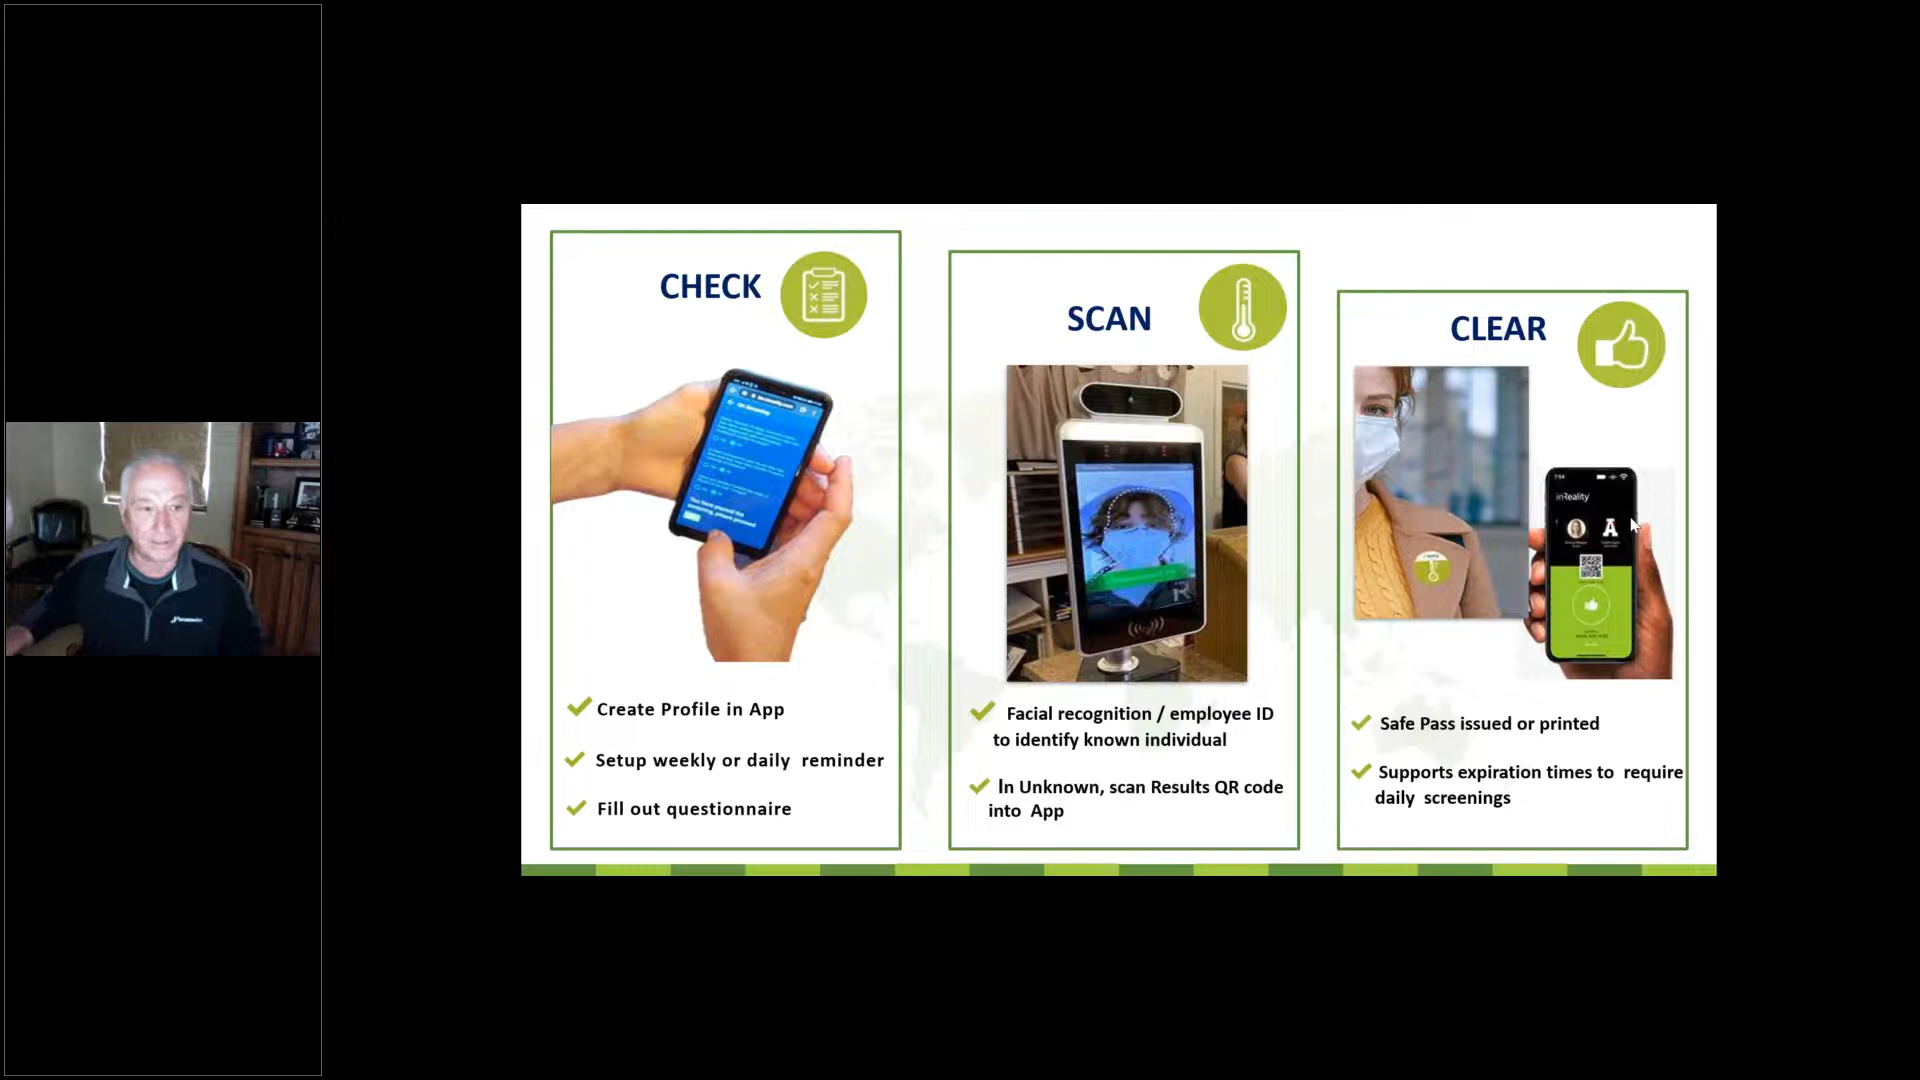 CHECK
Create Profile in App
Setup weekly or daily reminder
Fill out questionnaire
SCAN
Facial recognition / employee ID
to identify known individual
In Unknown, scan Results QR code
into App
CLEAR
7:54
inReality
A
Safe Pass issued or printed
Supports expiration times to require
daily screenings